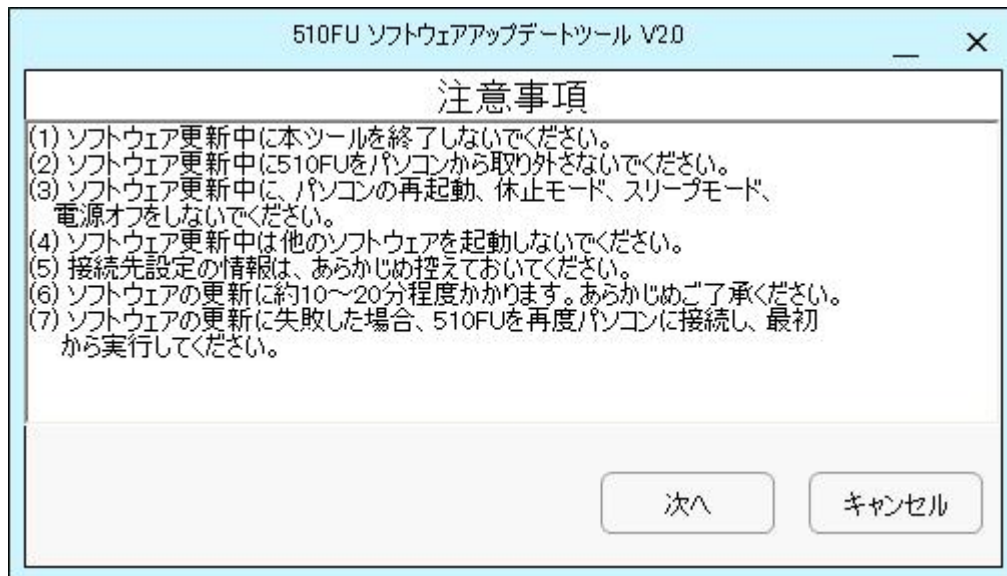 510FU ソフトウェアアップデートツール V2.0
注意事項
(1) ソフトウェア更新中に本ツールを終了しないでください。
(2) ソフトウェア更新中に510FUをパソコンから取り外さないでください。
(3) ソフトウェア更新中に、パソコンの再起動、休止モード、スリープモード、
電源オフをしないでください。
(4) ソフトウェア更新中は他のソフトウェアを起動しないでください。
(5) 接続先設定の情報は、あらかじめ控えておいてください。
(6) ソフトウェアの更新に約10～20分程度かかります。あらかじめご了承ください。
(7) ソフトウェアの更新に失敗した場合、510FUを再度パソコンに接続し、最初
から実行してください。
次へ
キャンセル